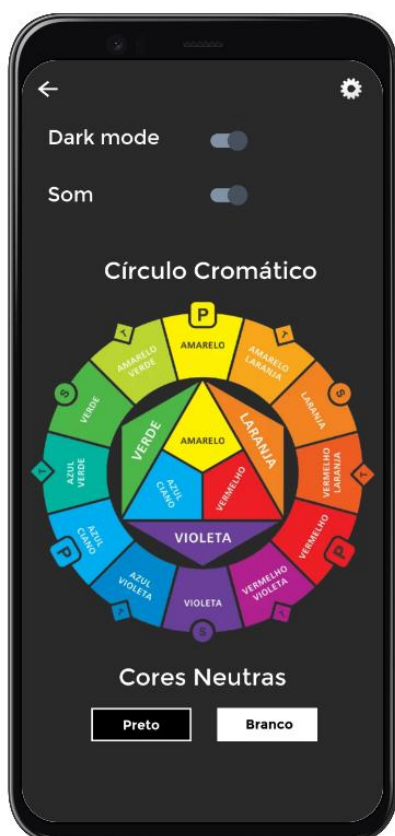 Dark mode
Som
Círculo Cromático
P
AMARELO
T
AMARELO
LARANJA
S
LARANJA
T
VERMELHO
LARANJA
P
VERMELHO
T
VERMELHO
VIOLETA
S
VIOLETA
T
AZUL
VIOLETA
P
AZUL
CIANO
T
AZUL
VERDE
S
VERDE
T
AMARELO
VERDE
VERDE
AMARELO
LARANJA
AZUL
CIANO
VERMELHO
VIOLETA
Cores Neutras
Preto
Branco